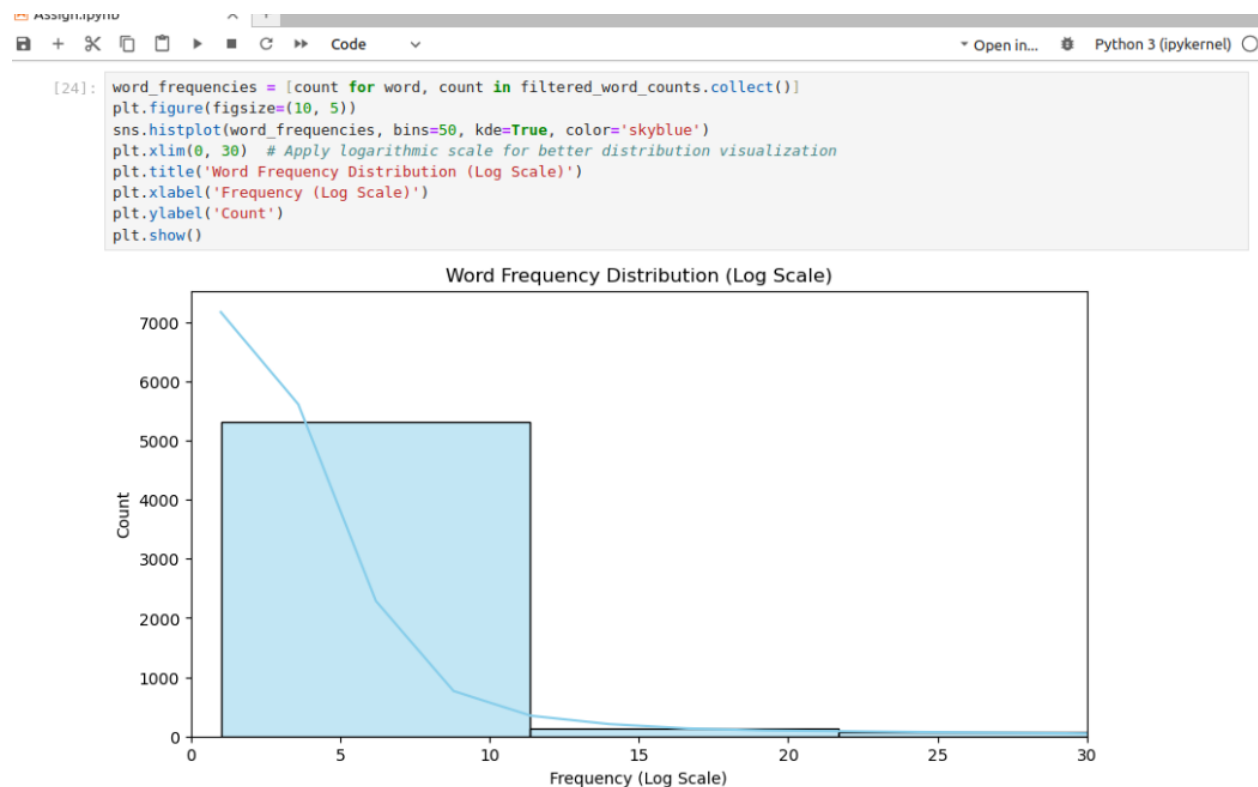 Assign.ipynb
Code
Open in...
Python 3 (ipykernel)
[24]:
word_frequencies = [count for word, count in filtered_word_counts.collect()]
plt.figure(figsize=(10, 5))
sns.histplot(word_frequencies, bins=50, kde=True, color='skyblue')
plt.xlim(0, 30)  # Apply logarithmic scale for better distribution visualization
plt.title('Word Frequency Distribution (Log Scale)')
plt.xlabel('Frequency (Log Scale)')
plt.ylabel('Count')
plt.show()
Word Frequency Distribution (Log Scale)
7000
6000
5000
4000
3000
2000
1000
0
Count
0 5 10 15 20 25 30
Frequency (Log Scale)